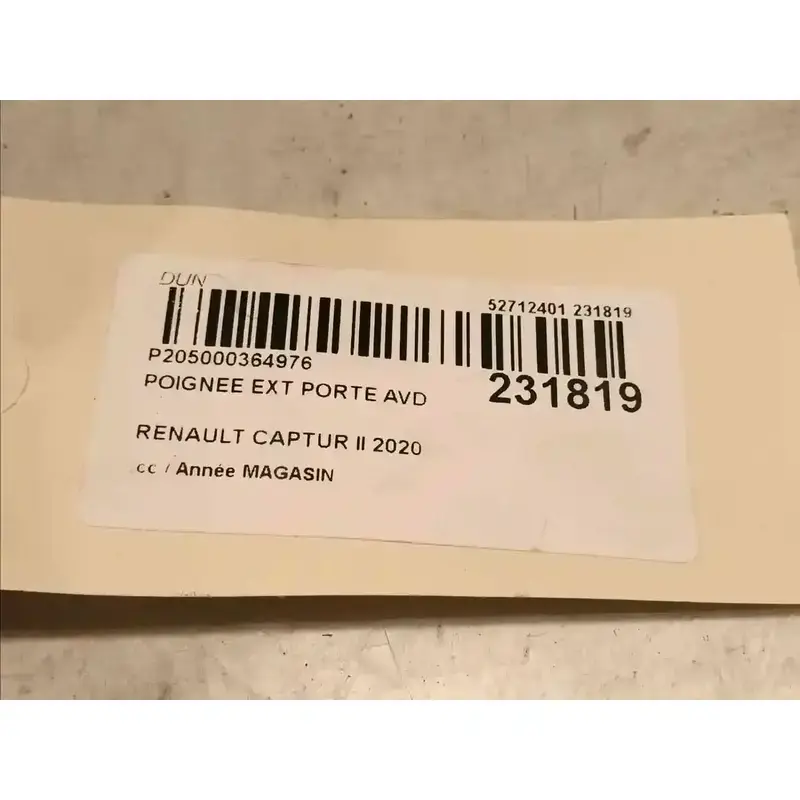 DUN
52712401 231819
P205000364976
231819
POIGNEE EXT PORTE AVD
RENAULT CAPTUR II 2020
cc / Année MAGASIN